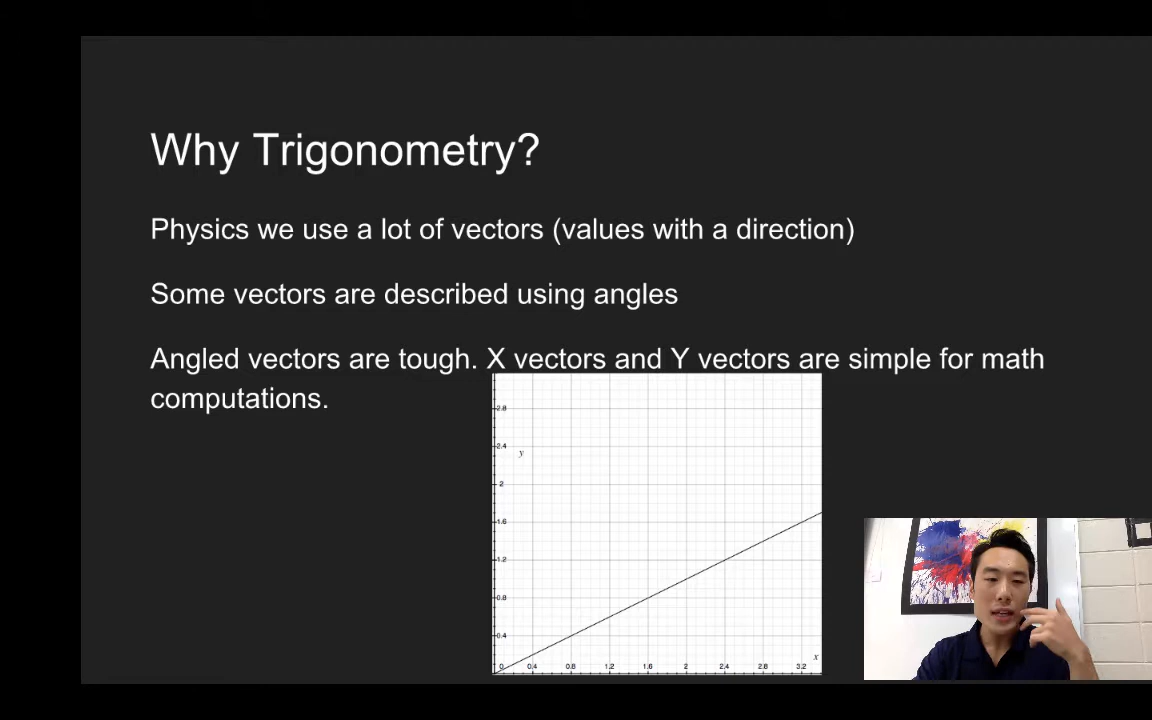 Why Trigonometry?
Physics we use a lot of vectors (values with a direction)
Some vectors are described using angles
Angled vectors are tough. X vectors and Y vectors are simple for math
computations.
2.8
2.4
y
2
1.6
1.2
0.8
0.4
x
0 0.4 0.8 1.2 1.6 2 2.4 2.8 3.2